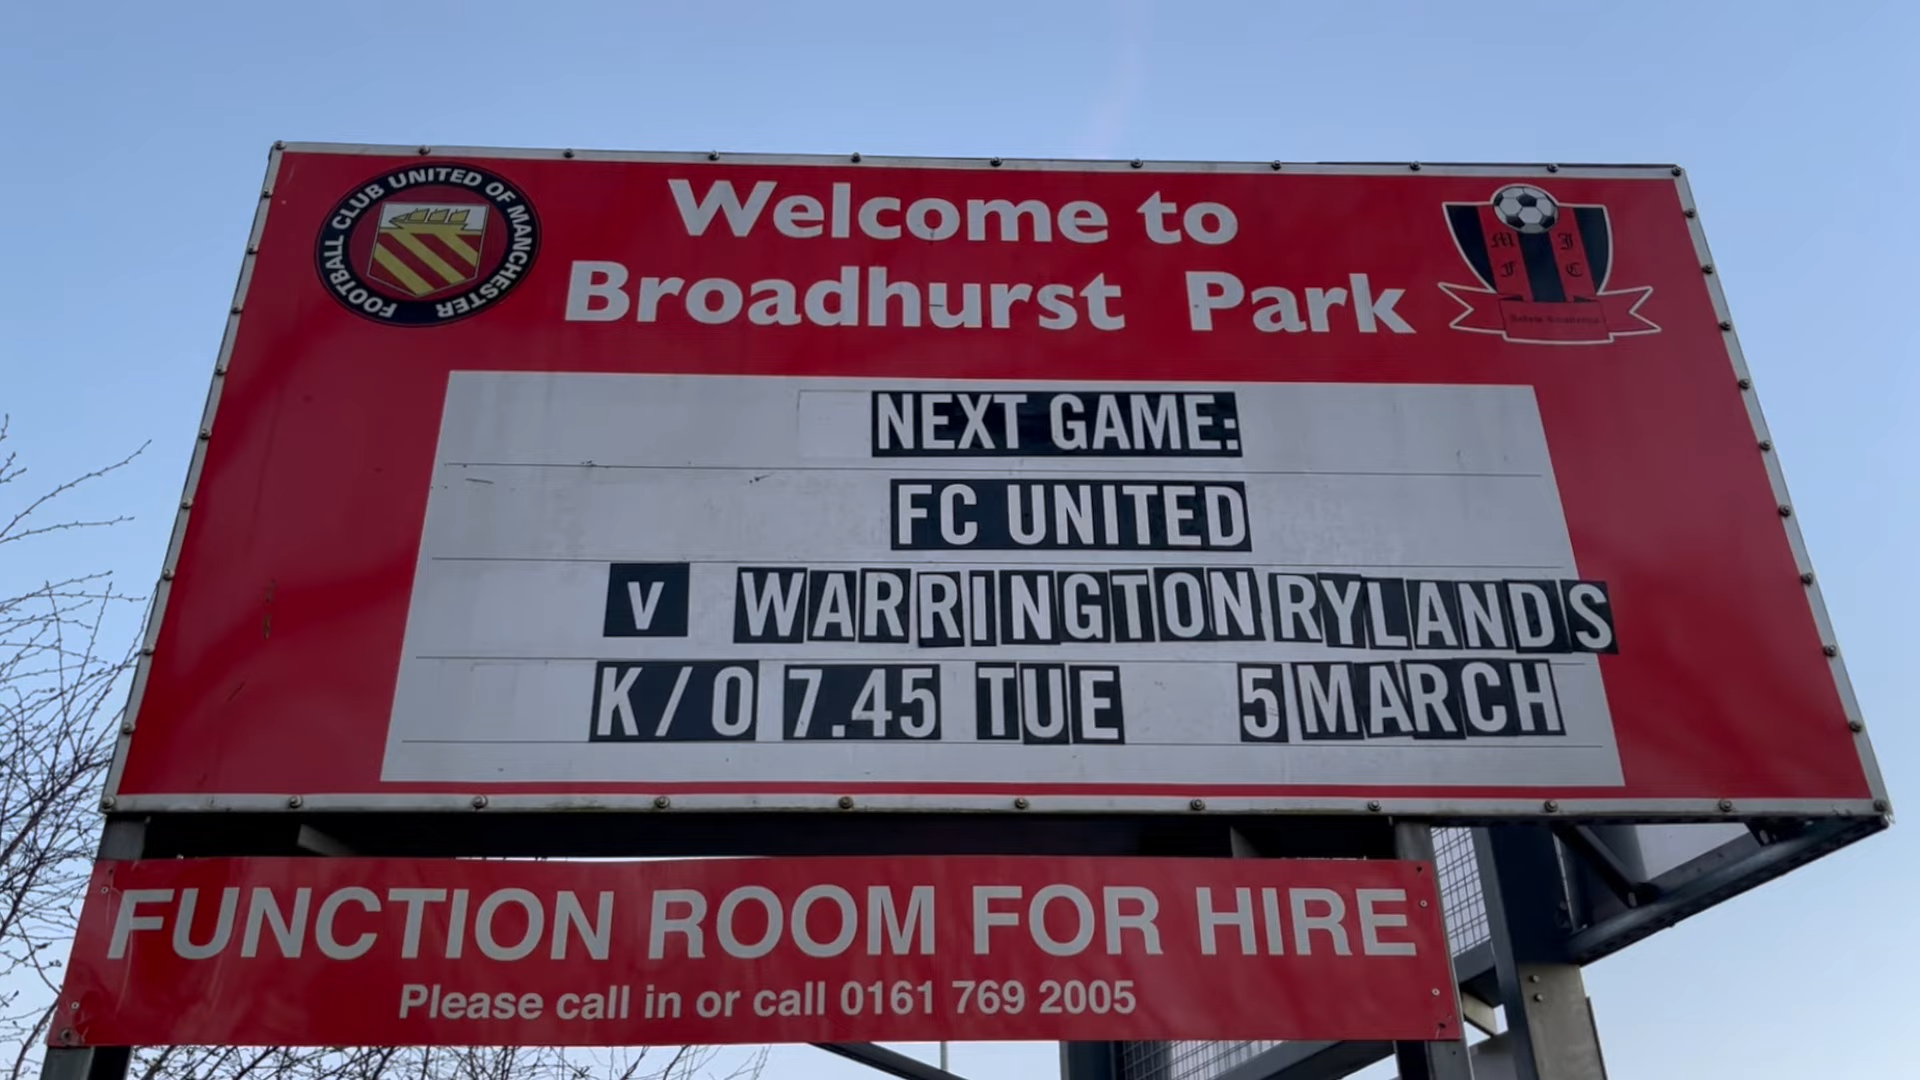 FOOTBALL CLUB UNITED OF MANCHESTER
Welcome to
Broadhurst Park
M J
F C
NEXT GAME:
FC UNITED
V WARRINGTON RYLANDS
K/O 7.45 TUE 5 MARCH
FUNCTION ROOM FOR HIRE
Please call in or call 0161 769 2005